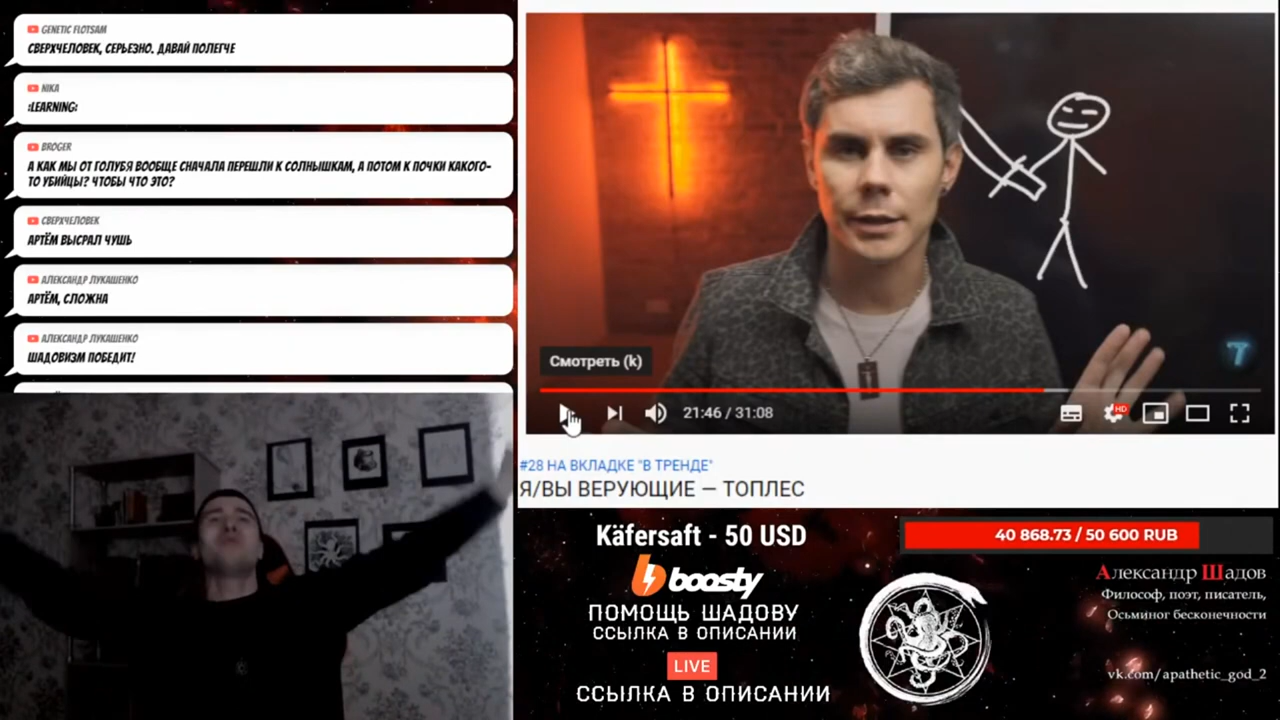 GENETIC FLOTSAM
СВЕРХЧЕЛОВЕК, СЕРЬЕЗНО. ДАВАЙ ПОЛЕГЧЕ
NIKA
:LEARNING:
BROGER
А КАК МЫ ОТ ГОЛУБЯ ВООБЩЕ СНАЧАЛА ПЕРЕШЛИ К СОЛНЫШКАМ, А ПОТОМ К ПОЧКИ КАКОГО-
ТО УБИЙЦЫ? ЧТОБЫ ЧТО ЭТО?
СВЕРХЧЕЛОВЕК
АРТЁМ ВЫСРАЛ ЧУШЬ
АЛЕКСАНДР ЛУКАШЕНКО
АРТЁМ, СЛОЖНА
АЛЕКСАНДР ЛУКАШЕНКО
ШАДОВИЗМ ПОБЕДИТ!
Смотреть (k)
T
21:46 / 31:08
HD
#28 НА ВКЛАДКЕ "В ТРЕНДЕ"
Я/ВЫ ВЕРУЮЩИЕ — ТОПЛЕС
Käfersaft - 50 USD
boosty
ПОМОЩЬ ШАДОВУ
ССЫЛКА В ОПИСАНИИ
LIVE
ССЫЛКА В ОПИСАНИИ
40 868.73 / 50 600 RUB
Александр Шадов
Философ, поэт, писатель,
Осьминог бесконечности
vk.com/apathetic_god_2